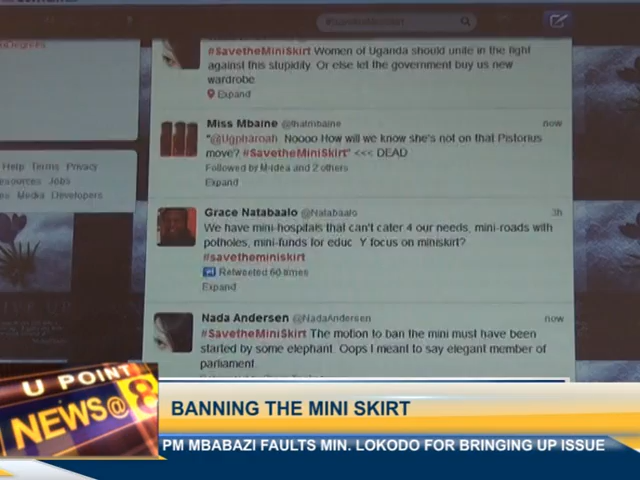 #SavetheMiniSkirt
#SavetheMiniSkirt Women of Uganda should unite in the fight
against this stupidity. Or else let the government buy us new
wardrobe.
Expand
Miss Mbaine @thatmbaine now
"@Ugpharoah: Noooo How will we know she's not on that Pistorius
move? #SavetheMiniSkirt" <<< DEAD
Followed by M-idea and 2 others
Expand
Help Terms Privacy
Jobs
Media Developers
Grace Natabaalo @Natabaalo 3h
We have mini-hospitals that can't cater 4 our needs, mini-roads with
potholes, mini-funds for educ. Y focus on miniskirt?
#savetheminiskirt
Retweeted 60 times
Expand
Nada Andersen @NadaAndersen now
#SavetheMiniSkirt The motion to ban the mini must have been
started by some elephant. Oops I meant to say elegant member of
parliament.
U POINT
NEWS@8
BANNING THE MINI SKIRT
PM MBABAZI FAULTS MIN. LOKODO FOR BRINGING UP ISSUE